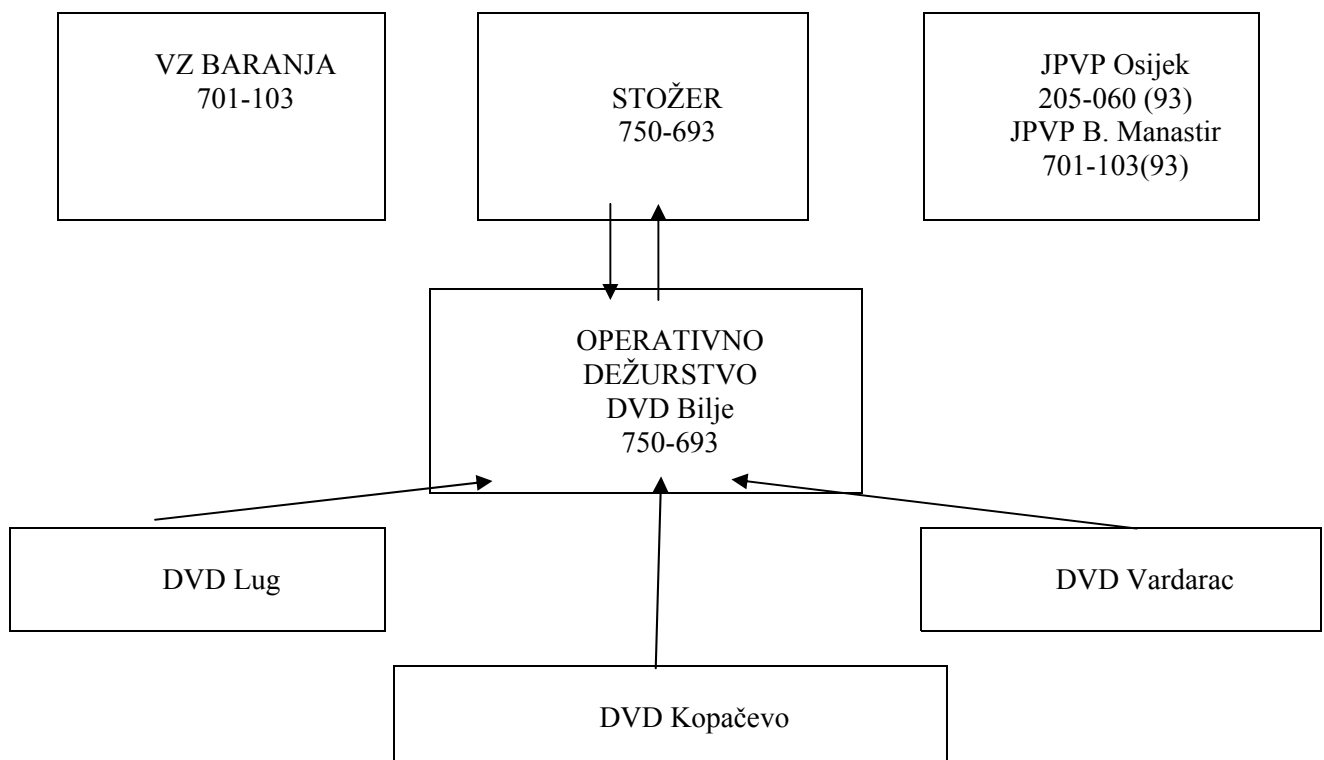 VZ BARANJA
701-103
STOŽER
750-693
JPVP Osijek
205-060 (93)
JPVP B. Manastir
701-103(93)
OPERATIVNO
DEŽURSTVO
DVD Bilje
750-693
DVD Lug
DVD Vardarac
DVD Kopačevo